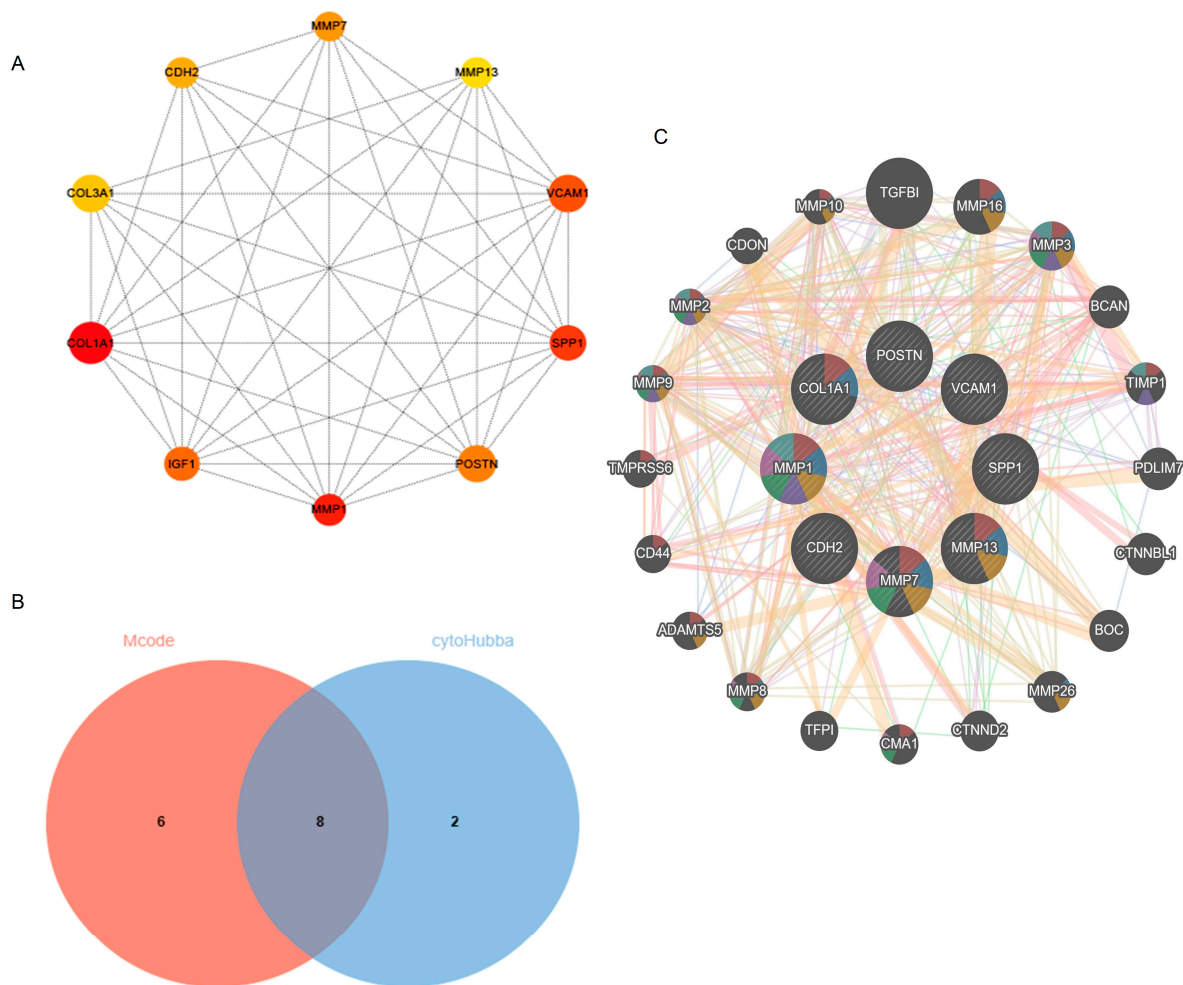 A
MMP7
CDH2
MMP13
COL3A1
VCAM1
COL1A1
SPP1
IGF1
POSTN
MMP1
B
Mcode
cytoHubba
6
8
2
C
TGFBI
MMP10
MMP16
CDON
MMP3
MMP2
BCAN
POSTN
COL1A1
VCAM1
MMP9
TIMP1
TMPRSS6
MMP1
SPP1
PDLIM7
CD44
CDH2
MMP13
CTNNBL1
MMP7
ADAMTS5
BOC
MMP8
MMP26
TFPI
CMA1
CTNND2